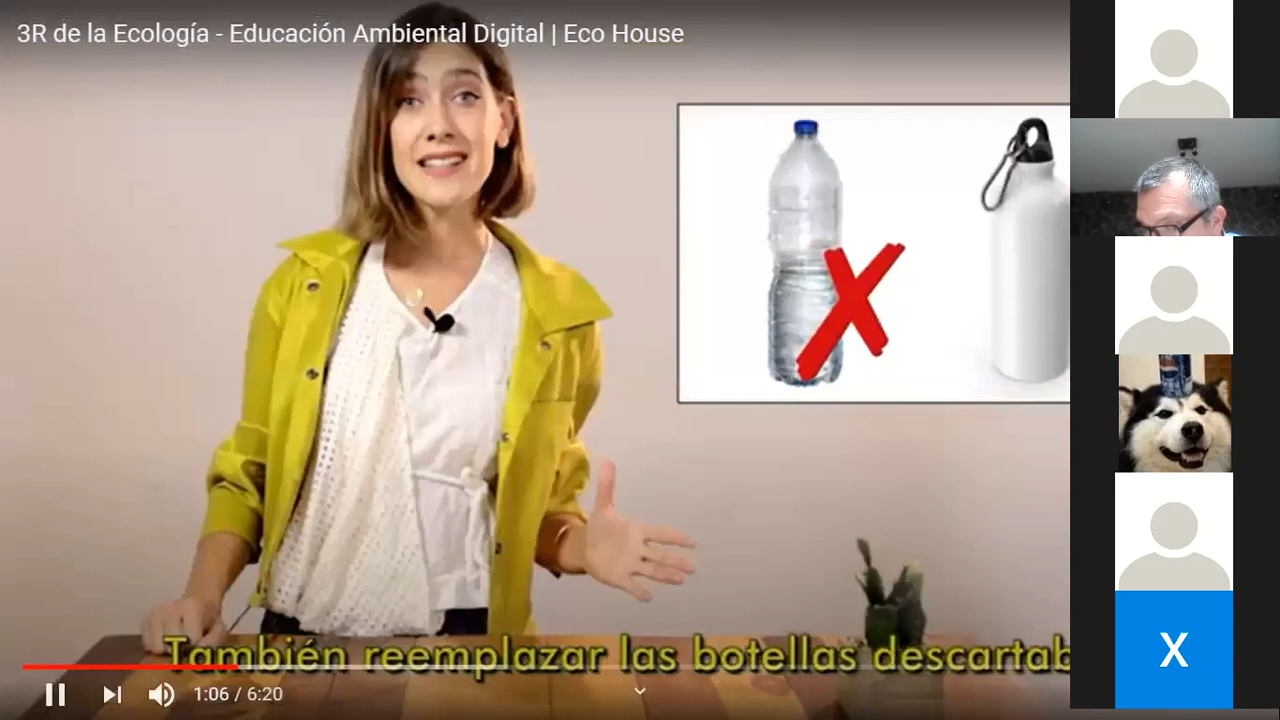 3R de la Ecología - Educación Ambiental Digital | Eco House
También reemplazar las botellas descartab
1:06 / 6:20
X